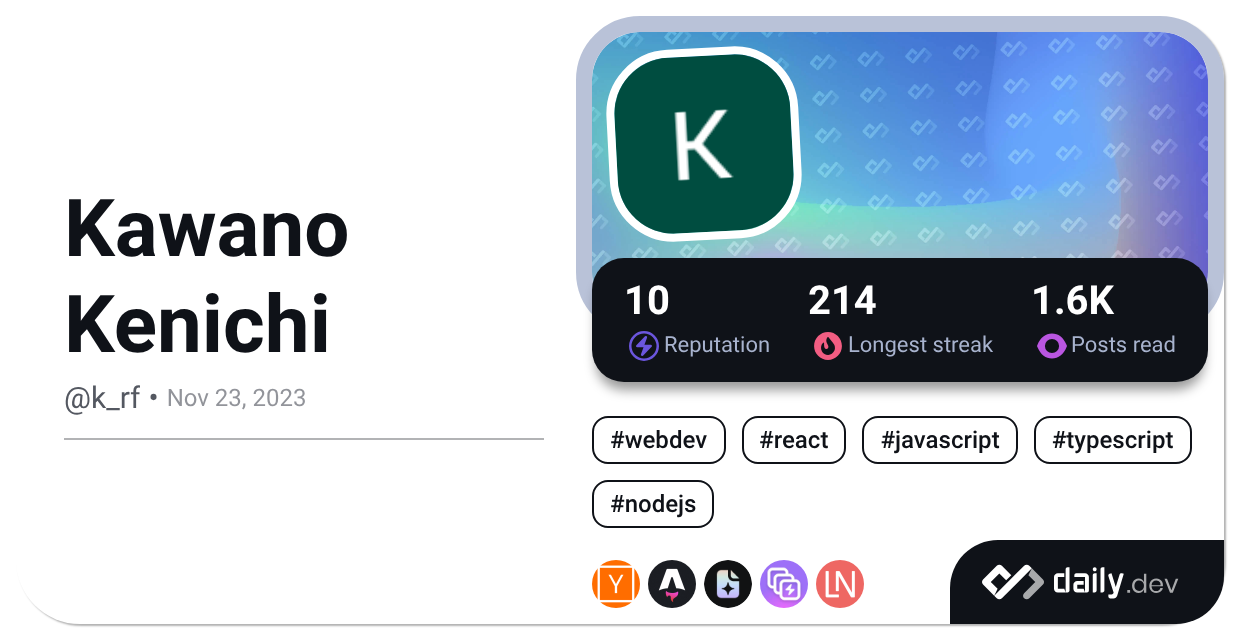 Kawano
Kenichi
@k_rf • Nov 23, 2023
K
10 214 1.6K
Reputation Longest streak Posts read
#webdev #react #javascript #typescript
#nodejs
Y LN
daily.dev